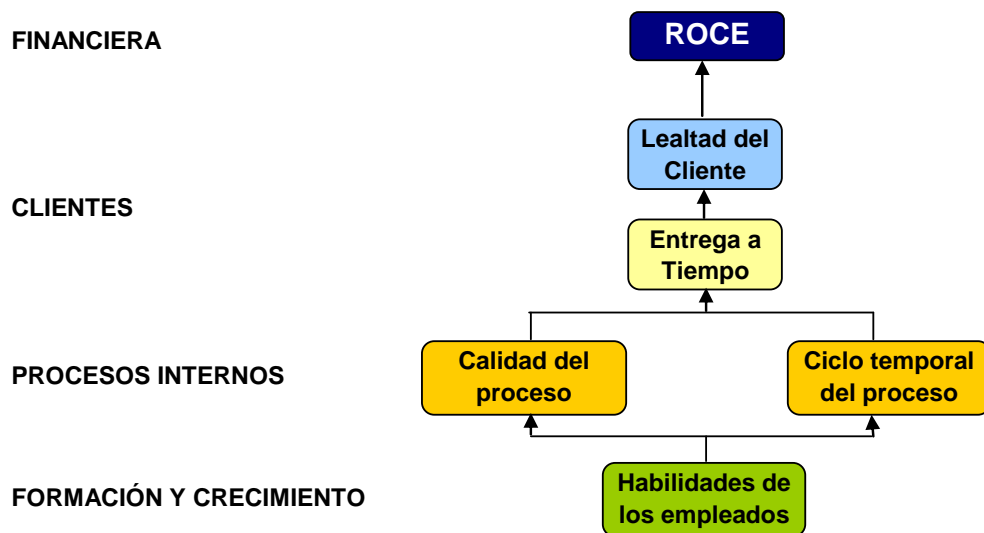 FINANCIERA
ROCE
Lealtad del
Cliente
CLIENTES
Entrega a
Tiempo
PROCESOS INTERNOS
Calidad del
proceso
Ciclo temporal
del proceso
FORMACIÓN Y CRECIMIENTO
Habilidades de
los empleados